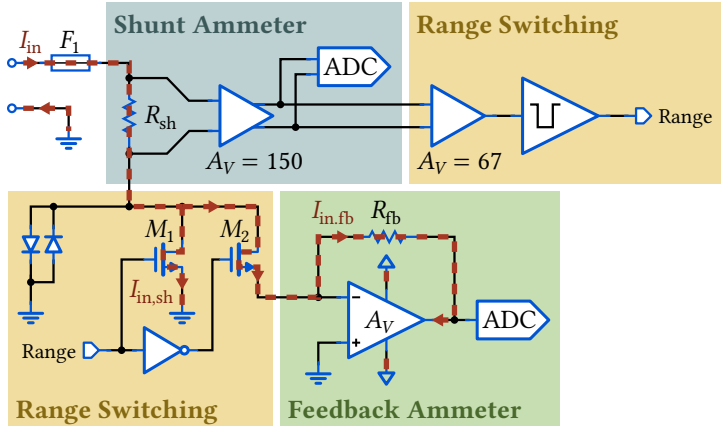 Shunt Ammeter
Range Switching
I_in
F_1
ADC
R_sh
Range
A_V = 150
A_V = 67
M_1
M_2
I_in.fb
R_fb
I_in,sh
A_V
ADC
Range
Range Switching
Feedback Ammeter